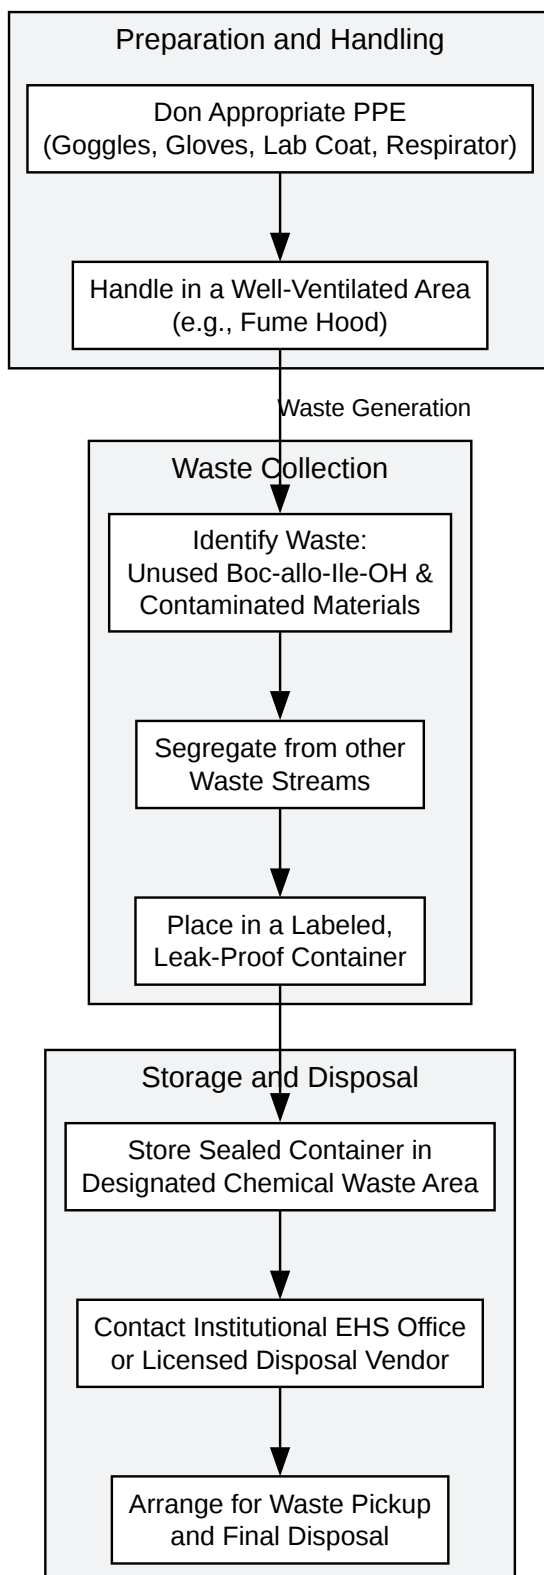 Preparation and Handling
Don Appropriate PPE
(Goggles, Gloves, Lab Coat, Respirator)
Handle in a Well-Ventilated Area
(e.g., Fume Hood)
Waste Generation
Waste Collection
Identify Waste:
Unused Boc-allo-Ile-OH &
Contaminated Materials
Segregate from other
Waste Streams
Place in a Labeled,
Leak-Proof Container
Storage and Disposal
Store Sealed Container in
Designated Chemical Waste Area
Contact Institutional EHS Office
or Licensed Disposal Vendor
Arrange for Waste Pickup
and Final Disposal